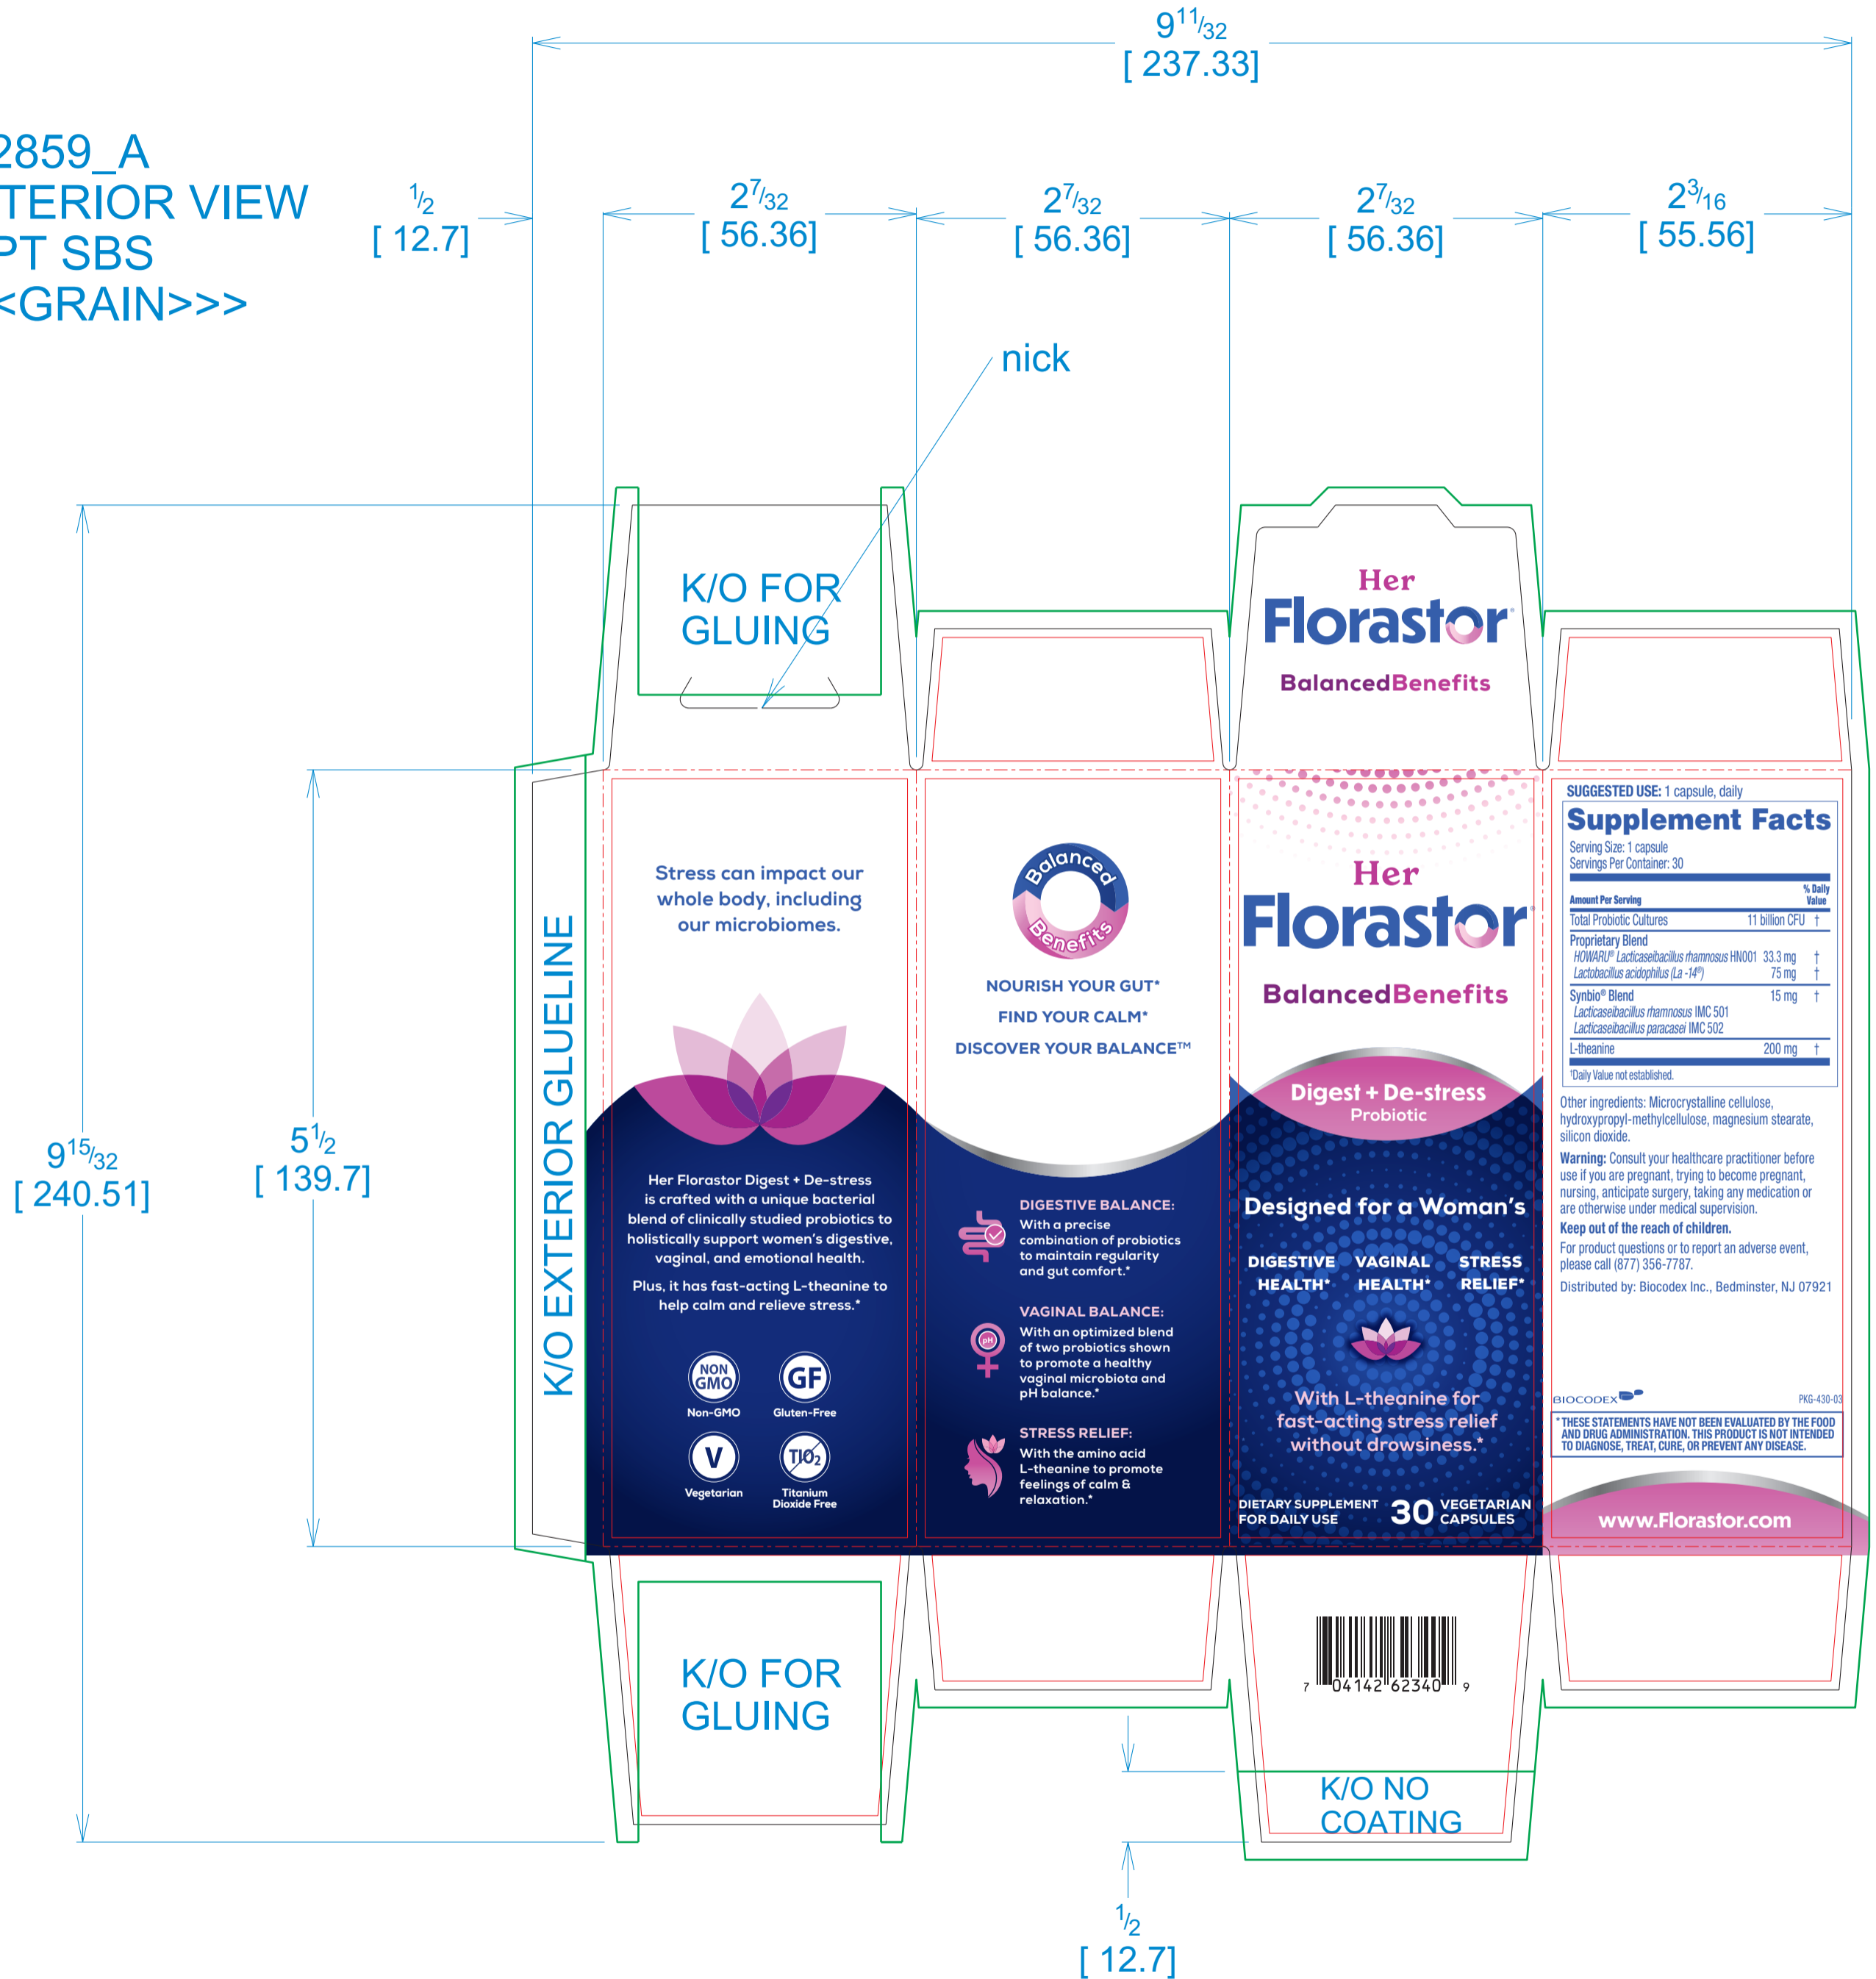 9 11/32
[ 237.33]
2859_A
TERIOR VIEW
PT SBS
<GRAIN>>>
1/2
[ 12.7]
2 7/32
[ 56.36]
2 7/32
[ 56.36]
2 7/32
[ 56.36]
2 3/16
[ 55.56]
nick
9 15/32
[ 240.51]
5 1/2
[ 139.7]
K/O EXTERIOR GLUELINE
K/O FOR
GLUING
Stress can impact our
whole body, including
our microbiomes.
Her Florastor Digest + De-stress
is crafted with a unique bacterial
blend of clinically studied probiotics to
holistically support women's digestive,
vaginal, and emotional health.
Plus, it has fast-acting L-theanine to
help calm and relieve stress.*
NON
GMO
Non-GMO
GF
Gluten-Free
V
Vegetarian
TIO2
Titanium
Dioxide Free
K/O FOR
GLUING
Balanced
Benefits
NOURISH YOUR GUT*
FIND YOUR CALM*
DISCOVER YOUR BALANCE™
DIGESTIVE BALANCE:
With a precise
combination of probiotics
to maintain regularity
and gut comfort.*
VAGINAL BALANCE:
pH
With an optimized blend
of two probiotics shown
to promote a healthy
vaginal microbiota and
pH balance.*
STRESS RELIEF:
With the amino acid
L-theanine to promote
feelings of calm &
relaxation.*
Her
Florastor®
BalancedBenefits
Her
Florastor®
BalancedBenefits
Digest + De-stress
Probiotic
Designed for a Woman's
DIGESTIVE HEALTH*
VAGINAL HEALTH*
STRESS RELIEF*
With L-theanine for
fast-acting stress relief
without drowsiness.*
DIETARY SUPPLEMENT
FOR DAILY USE
30 VEGETARIAN
CAPSULES
7 04142 62340 9
K/O NO
COATING
1/2
[ 12.7]
SUGGESTED USE: 1 capsule, daily
Supplement Facts
Serving Size: 1 capsule
Servings Per Container: 30
Amount Per Serving % Daily Value
Total Probiotic Cultures 11 billion CFU †
Proprietary Blend
HOWARU® Lacticaseibacillus rhamnosus HN001 33.3 mg †
Lactobacillus acidophilus (La -14®) 75 mg †
Synbio® Blend 15 mg †
Lacticaseibacillus rhamnosus IMC 501
Lacticaseibacillus paracasei IMC 502
L-theanine 200 mg †
†Daily Value not established.
Other ingredients: Microcrystalline cellulose,
hydroxypropyl-methylcellulose, magnesium stearate,
silicon dioxide.
Warning: Consult your healthcare practitioner before
use if you are pregnant, trying to become pregnant,
nursing, anticipate surgery, taking any medication or
are otherwise under medical supervision.
Keep out of the reach of children.
For product questions or to report an adverse event,
please call (877) 356-7787.
Distributed by: Biocodex Inc., Bedminster, NJ 07921
BIOCODEX
PKG-430-03
* THESE STATEMENTS HAVE NOT BEEN EVALUATED BY THE FOOD
AND DRUG ADMINISTRATION. THIS PRODUCT IS NOT INTENDED
TO DIAGNOSE, TREAT, CURE, OR PREVENT ANY DISEASE.
www.Florastor.com